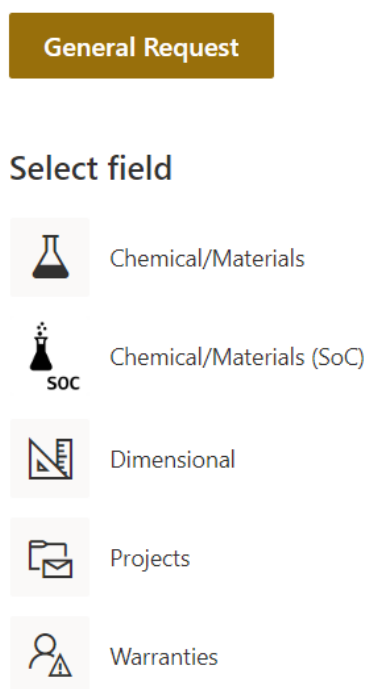 General Request
Select field
Chemical/Materials
SOC
Chemical/Materials (SoC)
Dimensional
Projects
Warranties